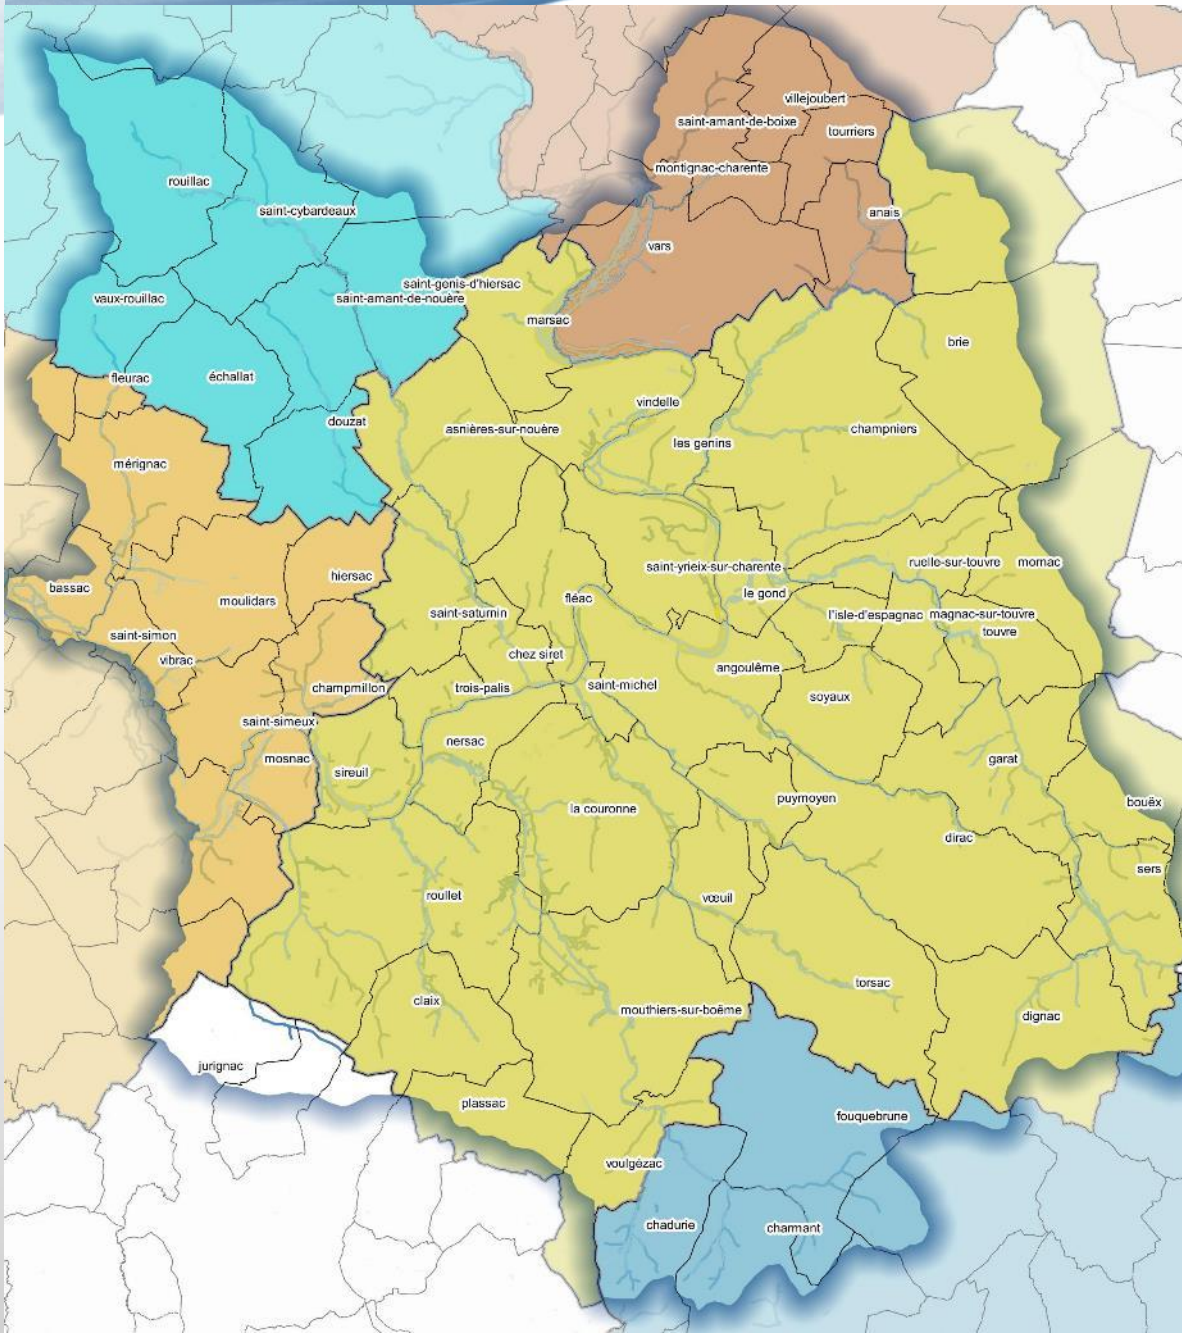 villejoubert
saint-amant-de-boixe
tourriers
montignac-charente
rouillac
saint-cybardeaux
anais
vars
saint-genis-d'hiersac
vaux-rouillac
saint-amant-de-nouère
marsac
brie
fleurac
échallat
vindelle
douzat
asnières-sur-nouère
les genins
champniers
mérignac
saint-yrieix-sur-charente
ruelle-sur-touvre
mornac
hiersac
bassac
moulidars
fléac
le gond
saint-saturnin
l'isle-d'espagnac
magnac-sur-touvre
touvre
saint-simon
vibrac
chez siret
angoulême
champmillon
trois-palis
saint-michel
soyaux
saint-simeux
nersac
mosnac
sireuil
garat
puymoyen
bouëx
la couronne
dirac
sers
roullet
vœuil
torsac
claix
mouthiers-sur-boëme
dignac
jurignac
plassac
fouquebrune
voulgézac
chadurie
charmant